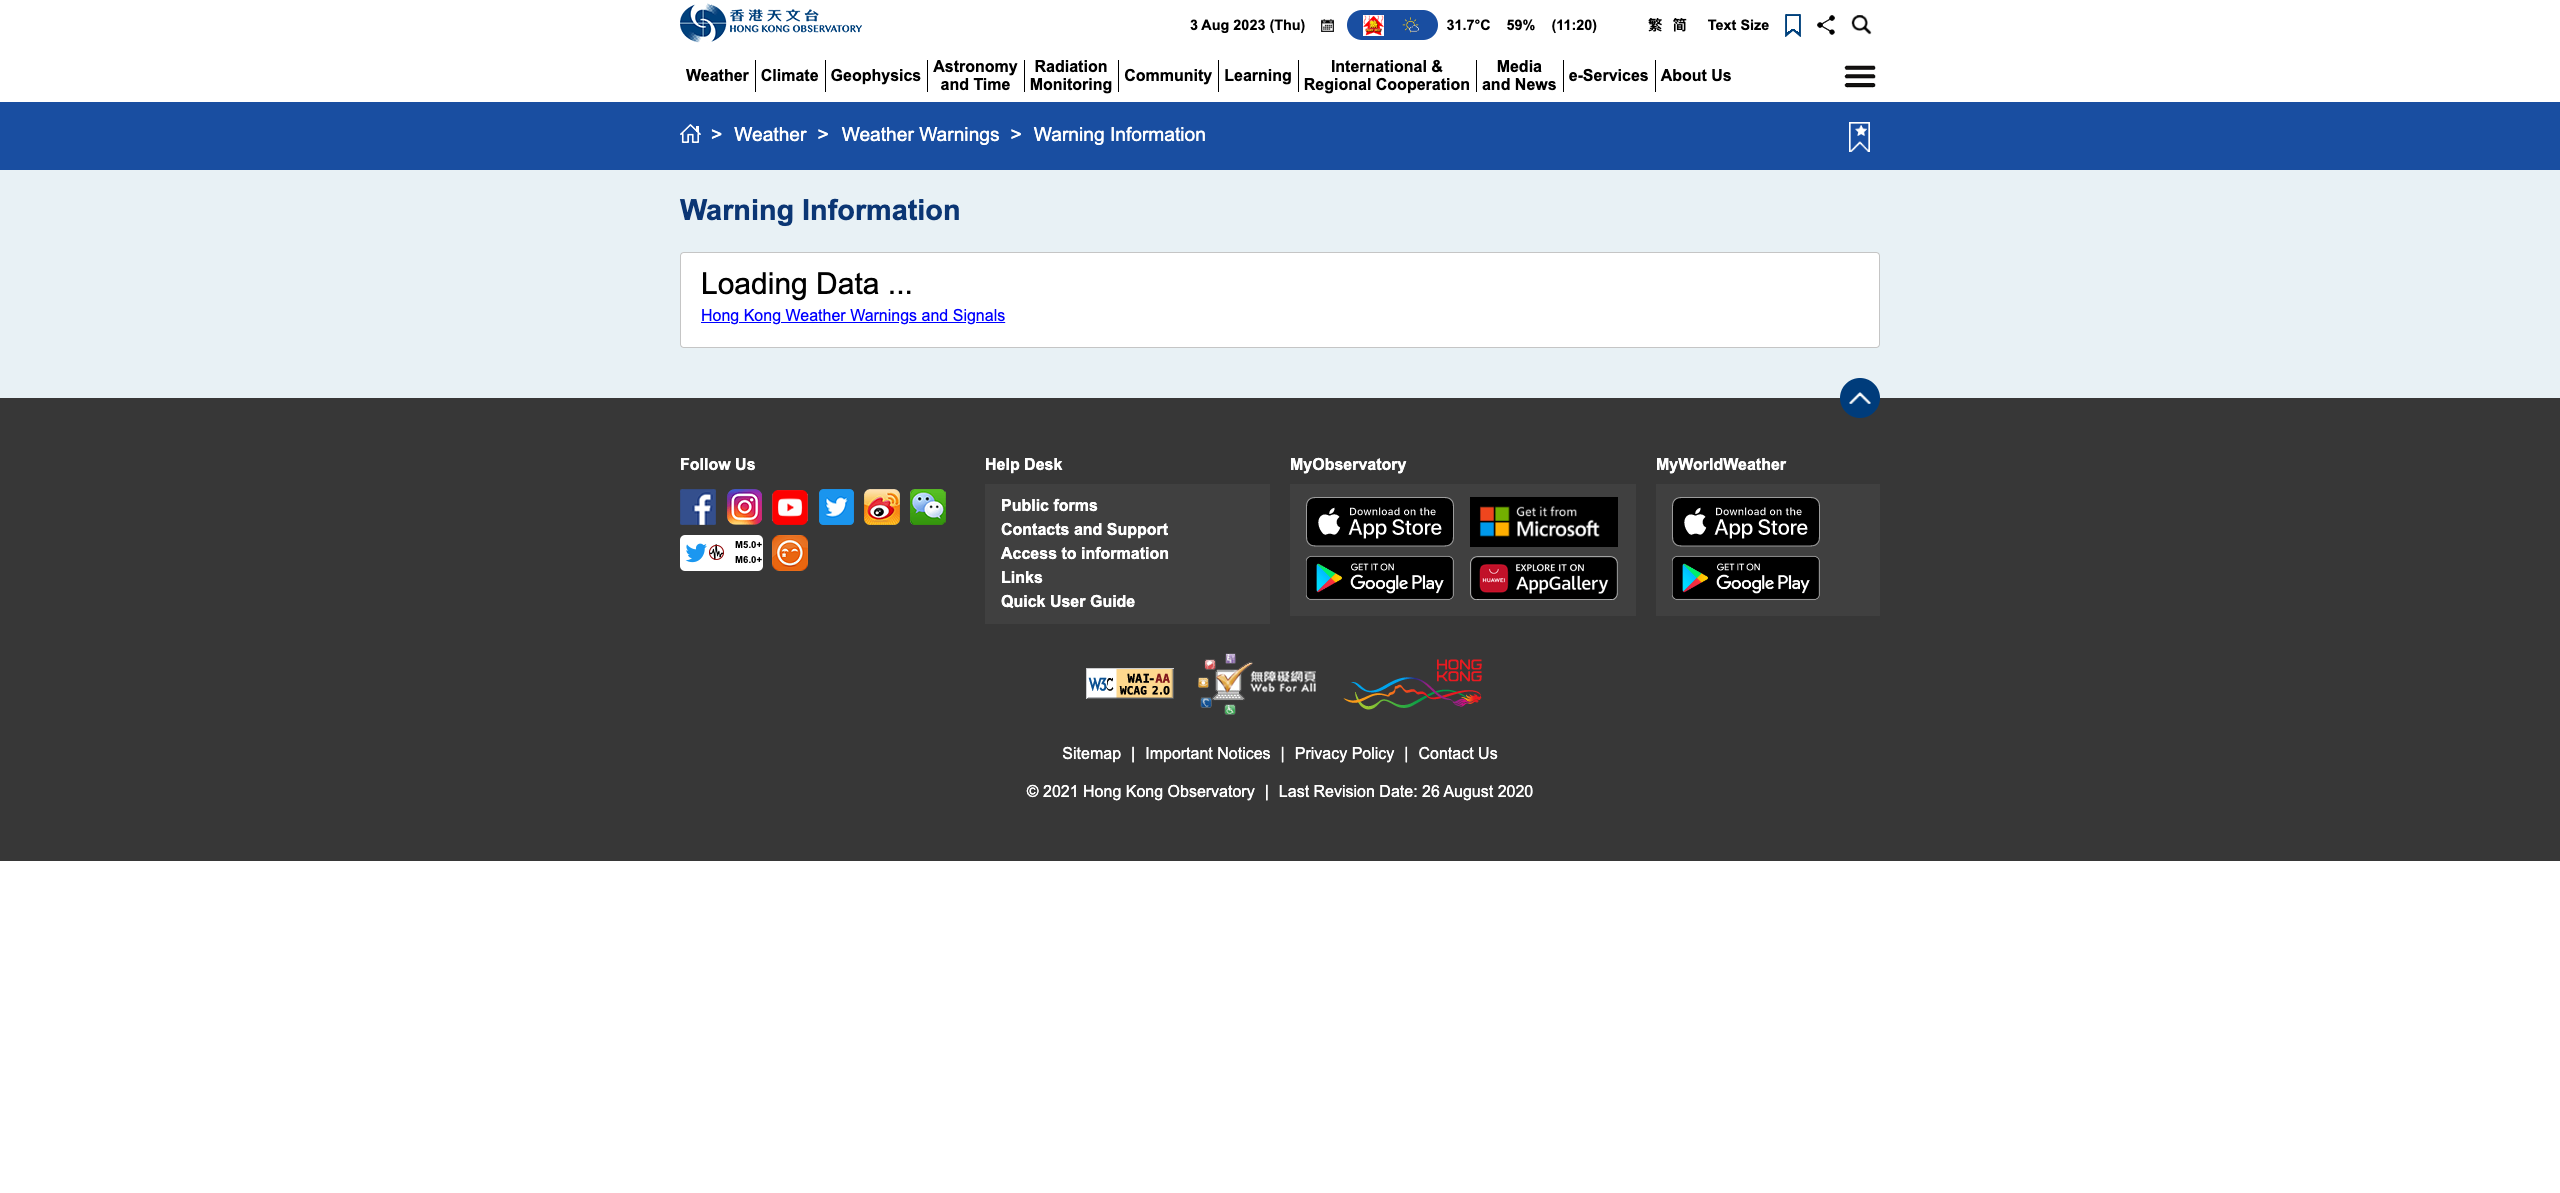 香港天文台
HONG KONG OBSERVATORY
3 Aug 2023 (Thu) 31.7°C 59% (11:20) 繁 简 Text Size
Weather Climate Geophysics Astronomy and Time Radiation Monitoring Community Learning International & Regional Cooperation Media and News e-Services About Us
> Weather > Weather Warnings > Warning Information
Warning Information
Loading Data ...
Hong Kong Weather Warnings and Signals
Follow Us
M5.0+
M6.0+
Help Desk
Public forms
Contacts and Support
Access to information
Links
Quick User Guide
MyObservatory
Download on the
App Store
Get it from
Microsoft
GET IT ON
Google Play
HUAWEI
EXPLORE IT ON
AppGallery
MyWorldWeather
Download on the
App Store
GET IT ON
Google Play
W3C WAI-AA
WCAG 2.0
無障礙網頁
Web For All
HONG
KONG
Sitemap | Important Notices | Privacy Policy | Contact Us
© 2021 Hong Kong Observatory | Last Revision Date: 26 August 2020